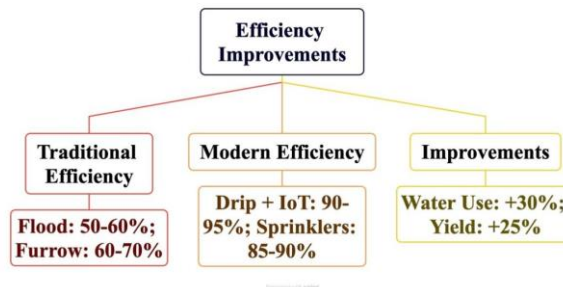 Efficiency
Improvements
Traditional
Efficiency
Flood: 50-60%;
Furrow: 60-70%
Modern Efficiency
Drip + IoT: 90-
95%; Sprinklers:
85-90%
Improvements
Water Use: +30%;
Yield: +25%